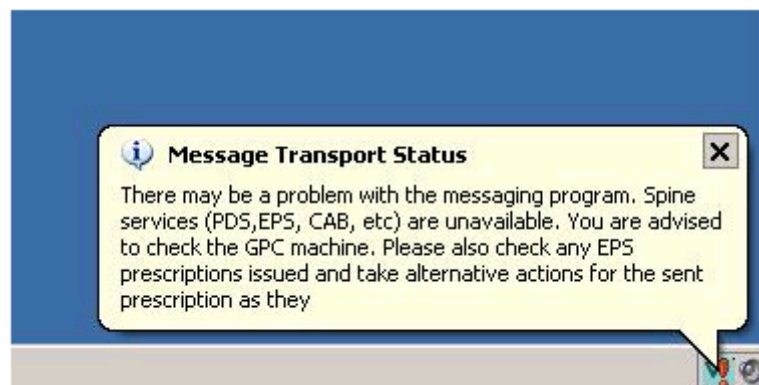 Message Transport Status
There may be a problem with the messaging program. Spine
services (PDS,EPS, CAB, etc) are unavailable. You are advised
to check the GPC machine. Please also check any EPS
prescriptions issued and take alternative actions for the sent
prescription as they